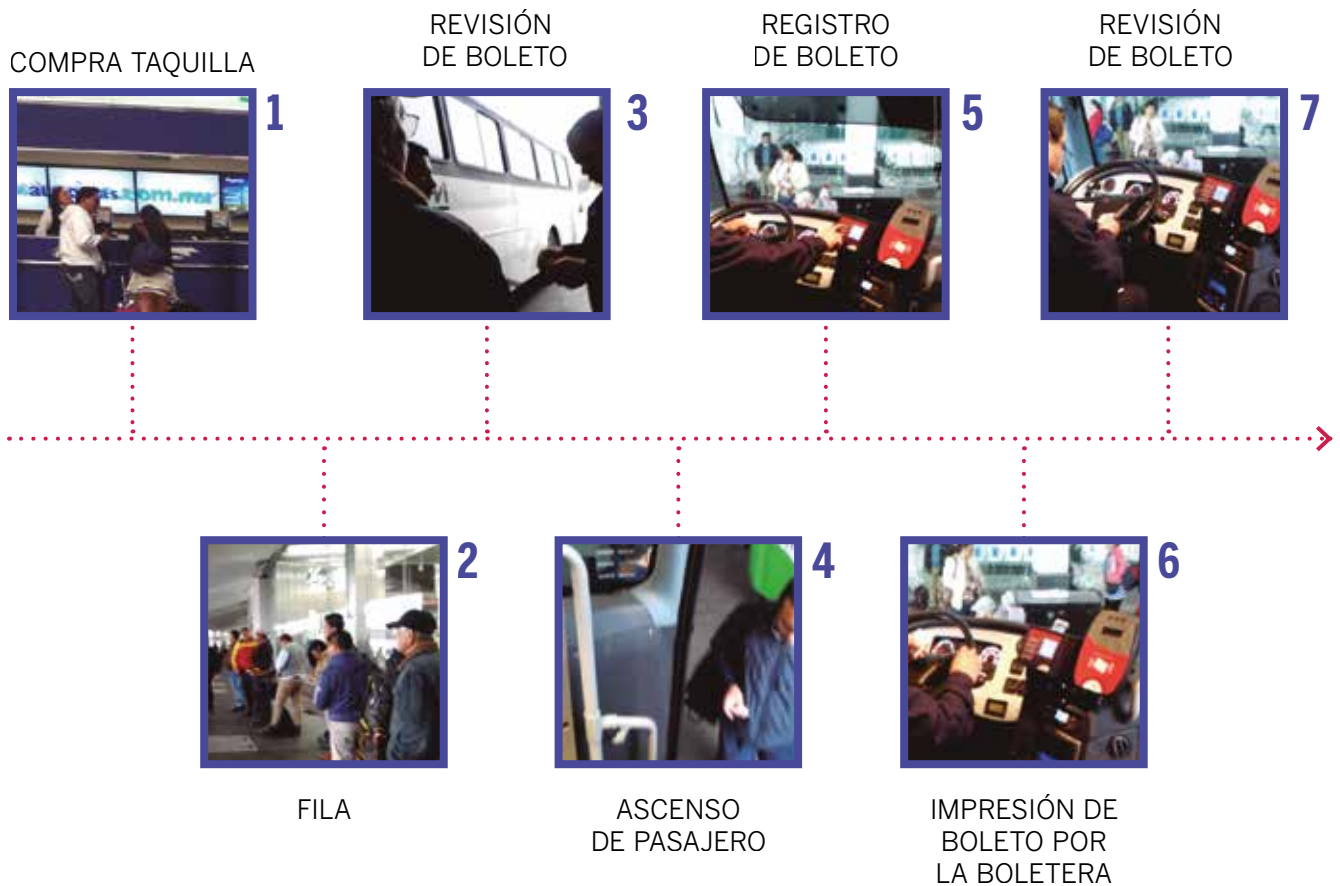 COMPRA TAQUILLA
1
FILA
2
REVISIÓN
DE BOLETO
3
ASCENSO
DE PASAJERO
4
REGISTRO
DE BOLETO
5
IMPRESIÓN DE
BOLETO POR
LA BOLETERA
6
REVISIÓN
DE BOLETO
7